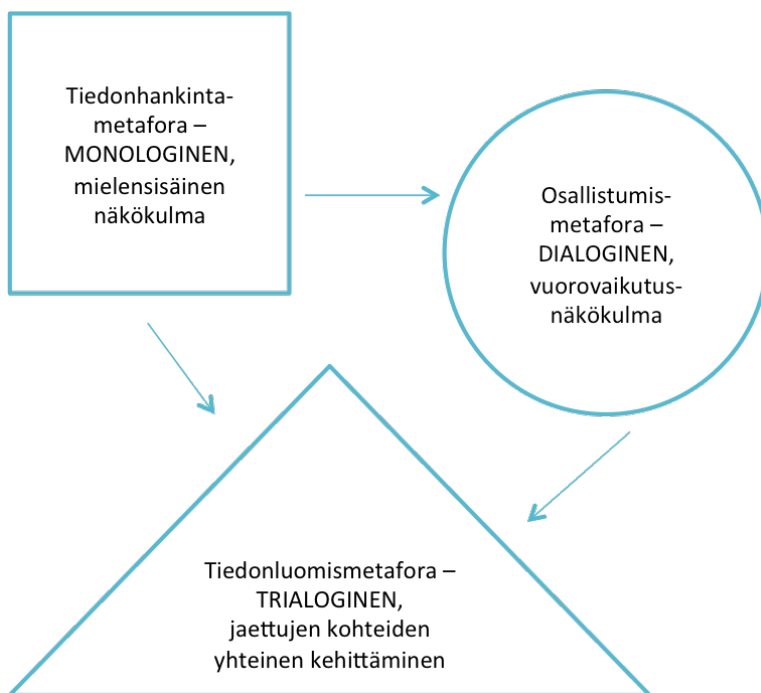 Tiedonhankinta-
metafora –
MONOLOGINEN,
mielensisäinen
näkökulma
Osallistumis-
metafora –
DIALOGINEN,
vuorovaikutus-
näkökulma
Tiedonluomismetafora –
TRIALOGINEN,
jaettujen kohteiden
yhteinen kehittäminen